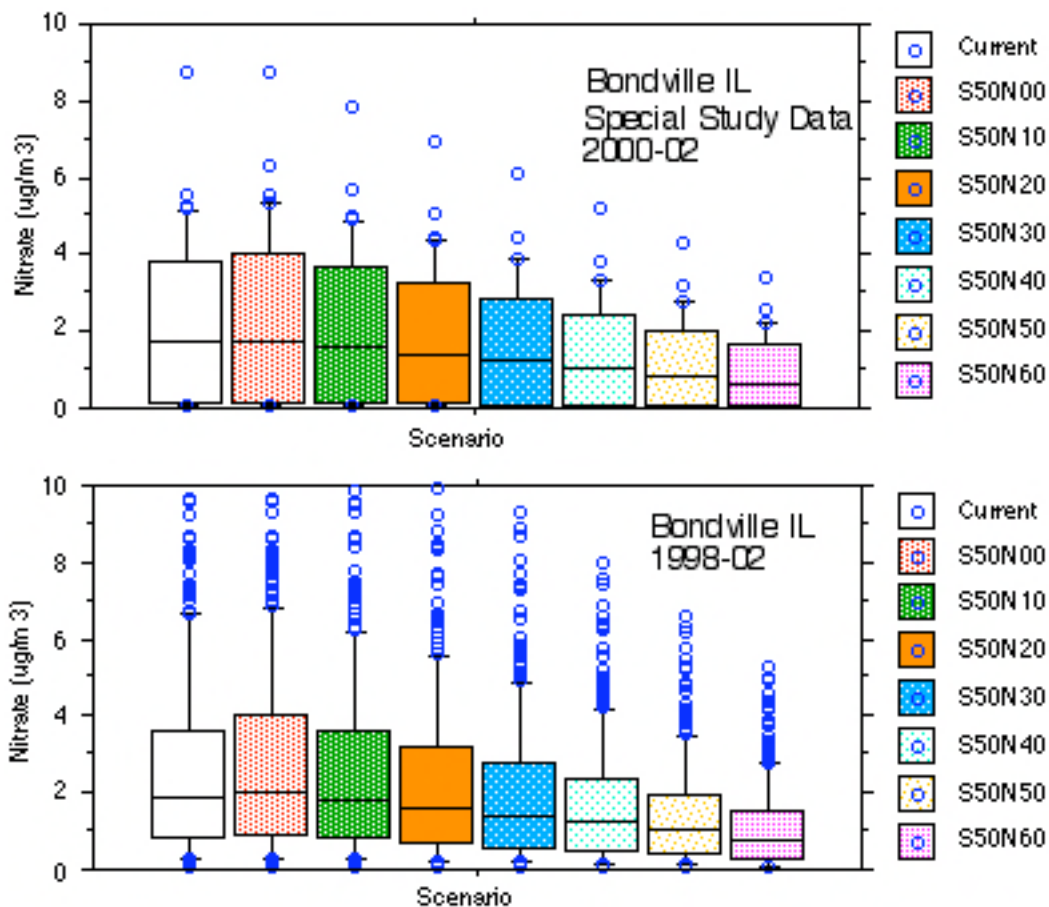 10
8
6
4
2
0
Nitrate (ug/m3)
Bondville IL
Special Study Data
2000-02
Scenario
Current
S50N00
S50N10
S50N20
S50N30
S50N40
S50N50
S50N60
10
8
6
4
2
0
Nitrate (ug/m3)
Bondville IL
1998-02
Scenario
Current
S50N00
S50N10
S50N20
S50N30
S50N40
S50N50
S50N60